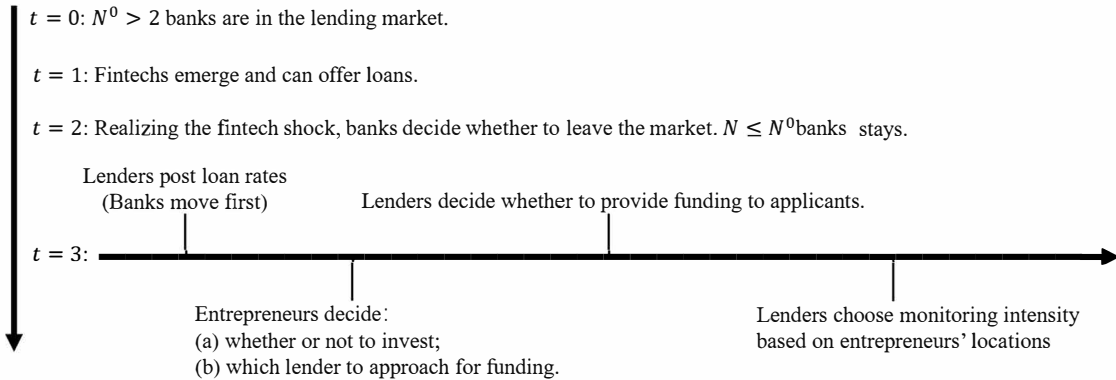 t = 0: N⁰ > 2 banks are in the lending market.
t = 1: Fintechs emerge and can offer loans.
t = 2: Realizing the fintech shock, banks decide whether to leave the market. N ≤ N⁰banks stays.
Lenders post loan rates
(Banks move first)
Lenders decide whether to provide funding to applicants.
t = 3:
Entrepreneurs decide:
(a) whether or not to invest;
(b) which lender to approach for funding.
Lenders choose monitoring intensity
based on entrepreneurs' locations